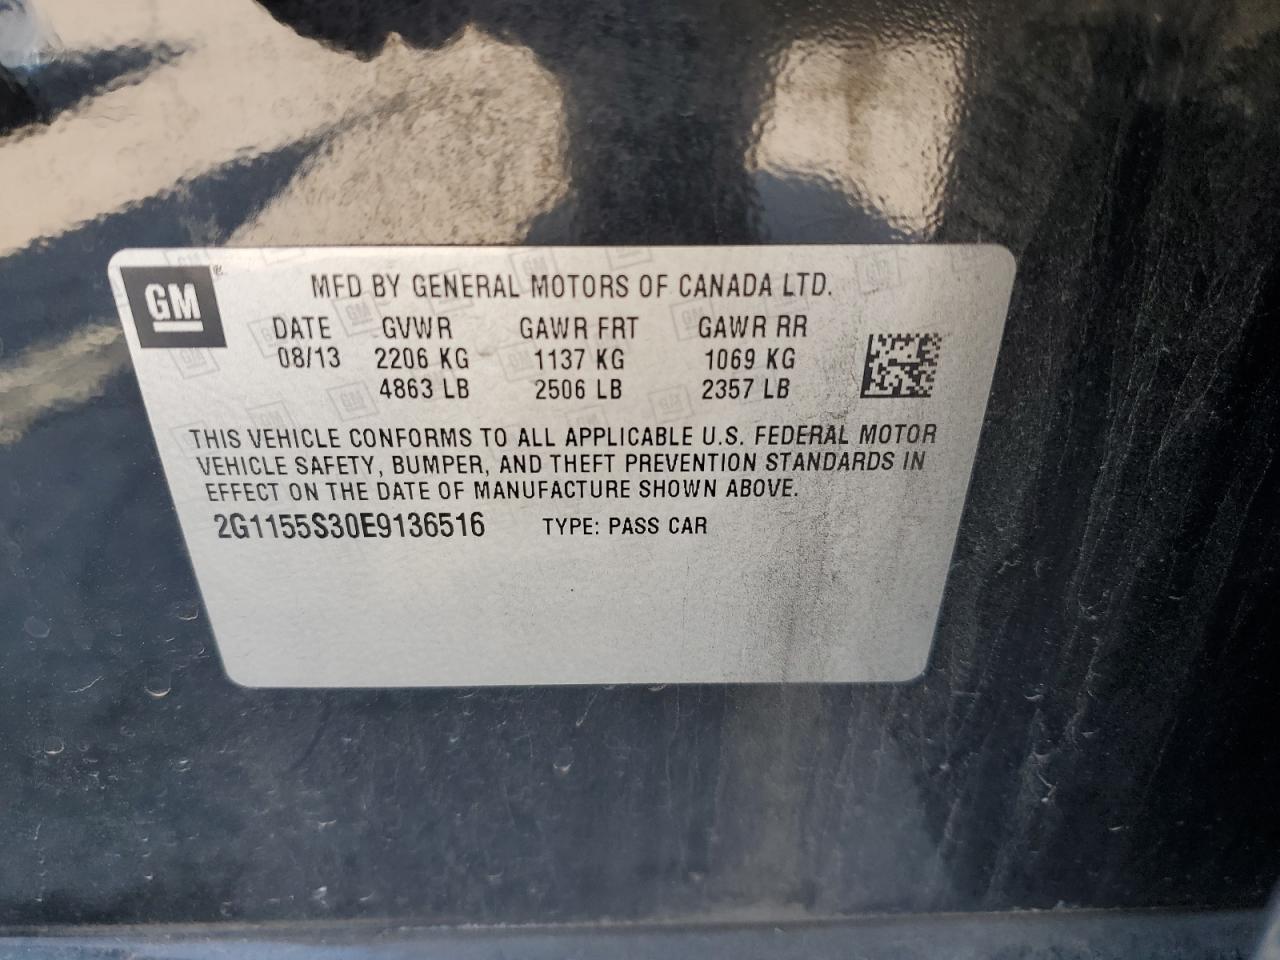 GM ®
MFD BY GENERAL MOTORS OF CANADA LTD.
DATE GVWR GAWR FRT GAWR RR
08/13 2206 KG 1137 KG 1069 KG
4863 LB 2506 LB 2357 LB
THIS VEHICLE CONFORMS TO ALL APPLICABLE U.S. FEDERAL MOTOR
VEHICLE SAFETY, BUMPER, AND THEFT PREVENTION STANDARDS IN
EFFECT ON THE DATE OF MANUFACTURE SHOWN ABOVE.
2G1155S30E9136516 TYPE: PASS CAR